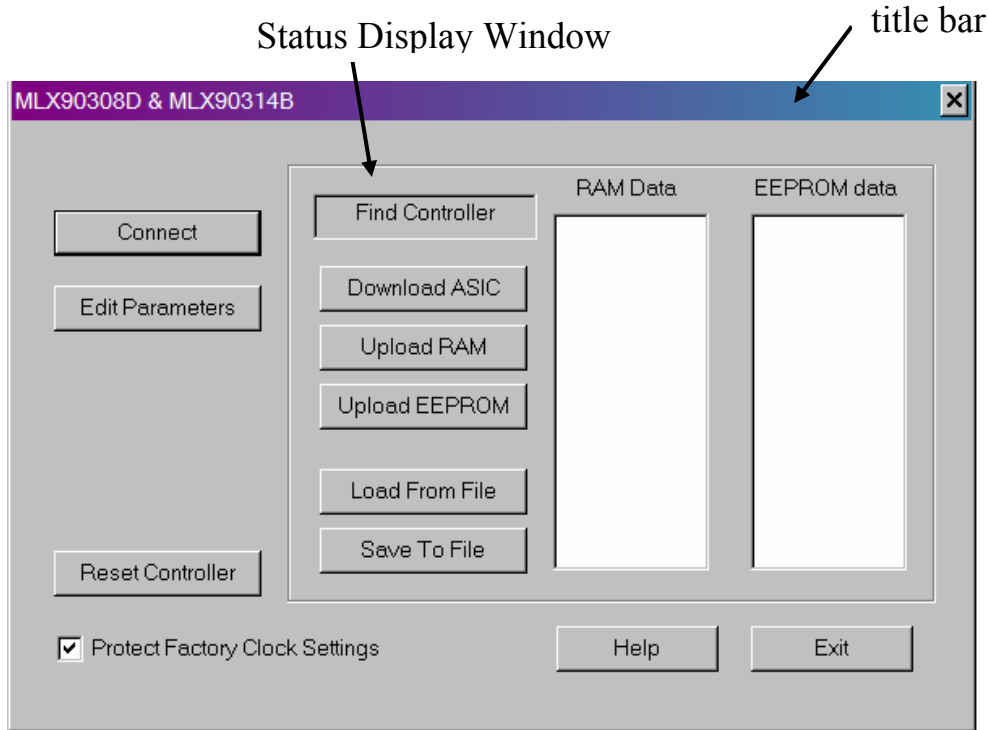 title bar
Status Display Window
MLX90308D & MLX90314B
RAM Data
EEPROM data
Find Controller
Connect
Download ASIC
Edit Parameters
Upload RAM
Upload EEPROM
Load From File
Save To File
Reset Controller
Protect Factory Clock Settings
Help
Exit